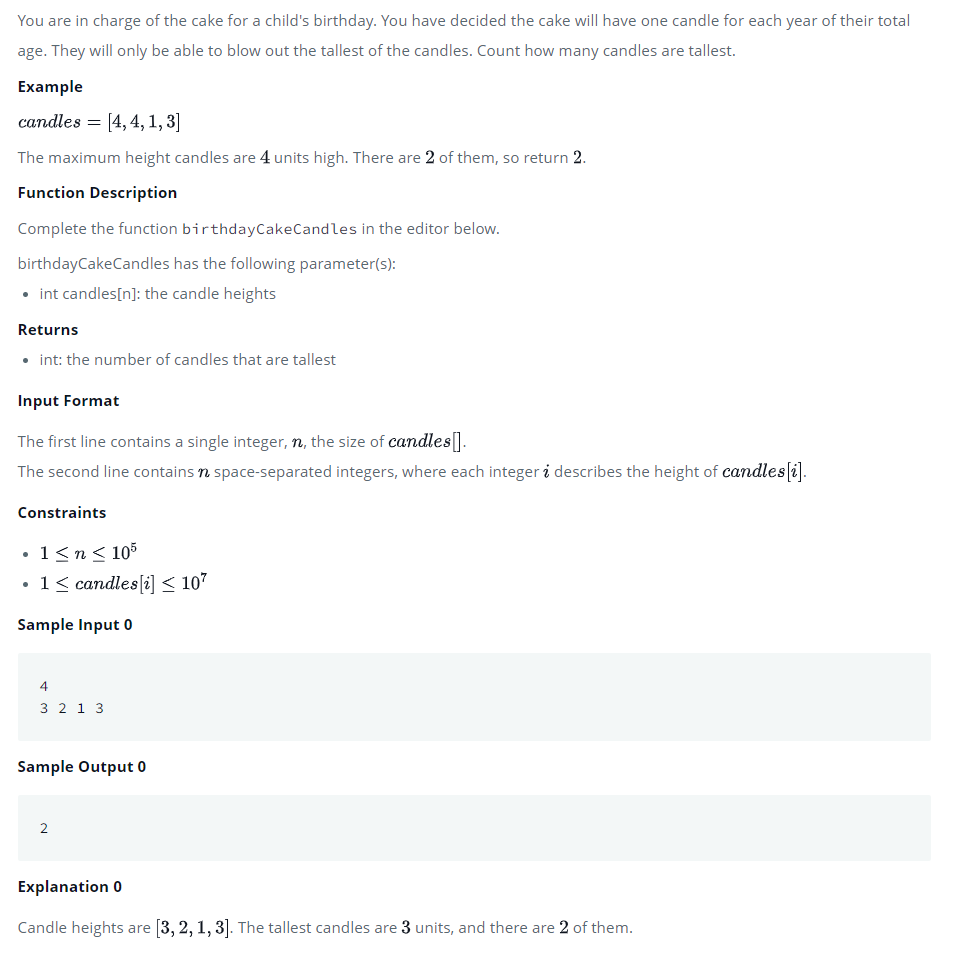 You are in charge of the cake for a child's birthday. You have decided the cake will have one candle for each year of their total
age. They will only be able to blow out the tallest of the candles. Count how many candles are tallest.
Example
candles = [4, 4, 1, 3]
The maximum height candles are 4 units high. There are 2 of them, so return 2.
Function Description
Complete the function birthdayCakeCandles in the editor below.
birthdayCakeCandles has the following parameter(s):
• int candles[n]: the candle heights
Returns
• int: the number of candles that are tallest
Input Format
The first line contains a single integer, n, the size of candles[].
The second line contains n space-separated integers, where each integer i describes the height of candles[i].
Constraints
• 1 ≤ n ≤ 10⁵
• 1 ≤ candles[i] ≤ 10⁷
Sample Input 0
4
3 2 1 3
Sample Output 0
2
Explanation 0
Candle heights are [3, 2, 1, 3]. The tallest candles are 3 units, and there are 2 of them.